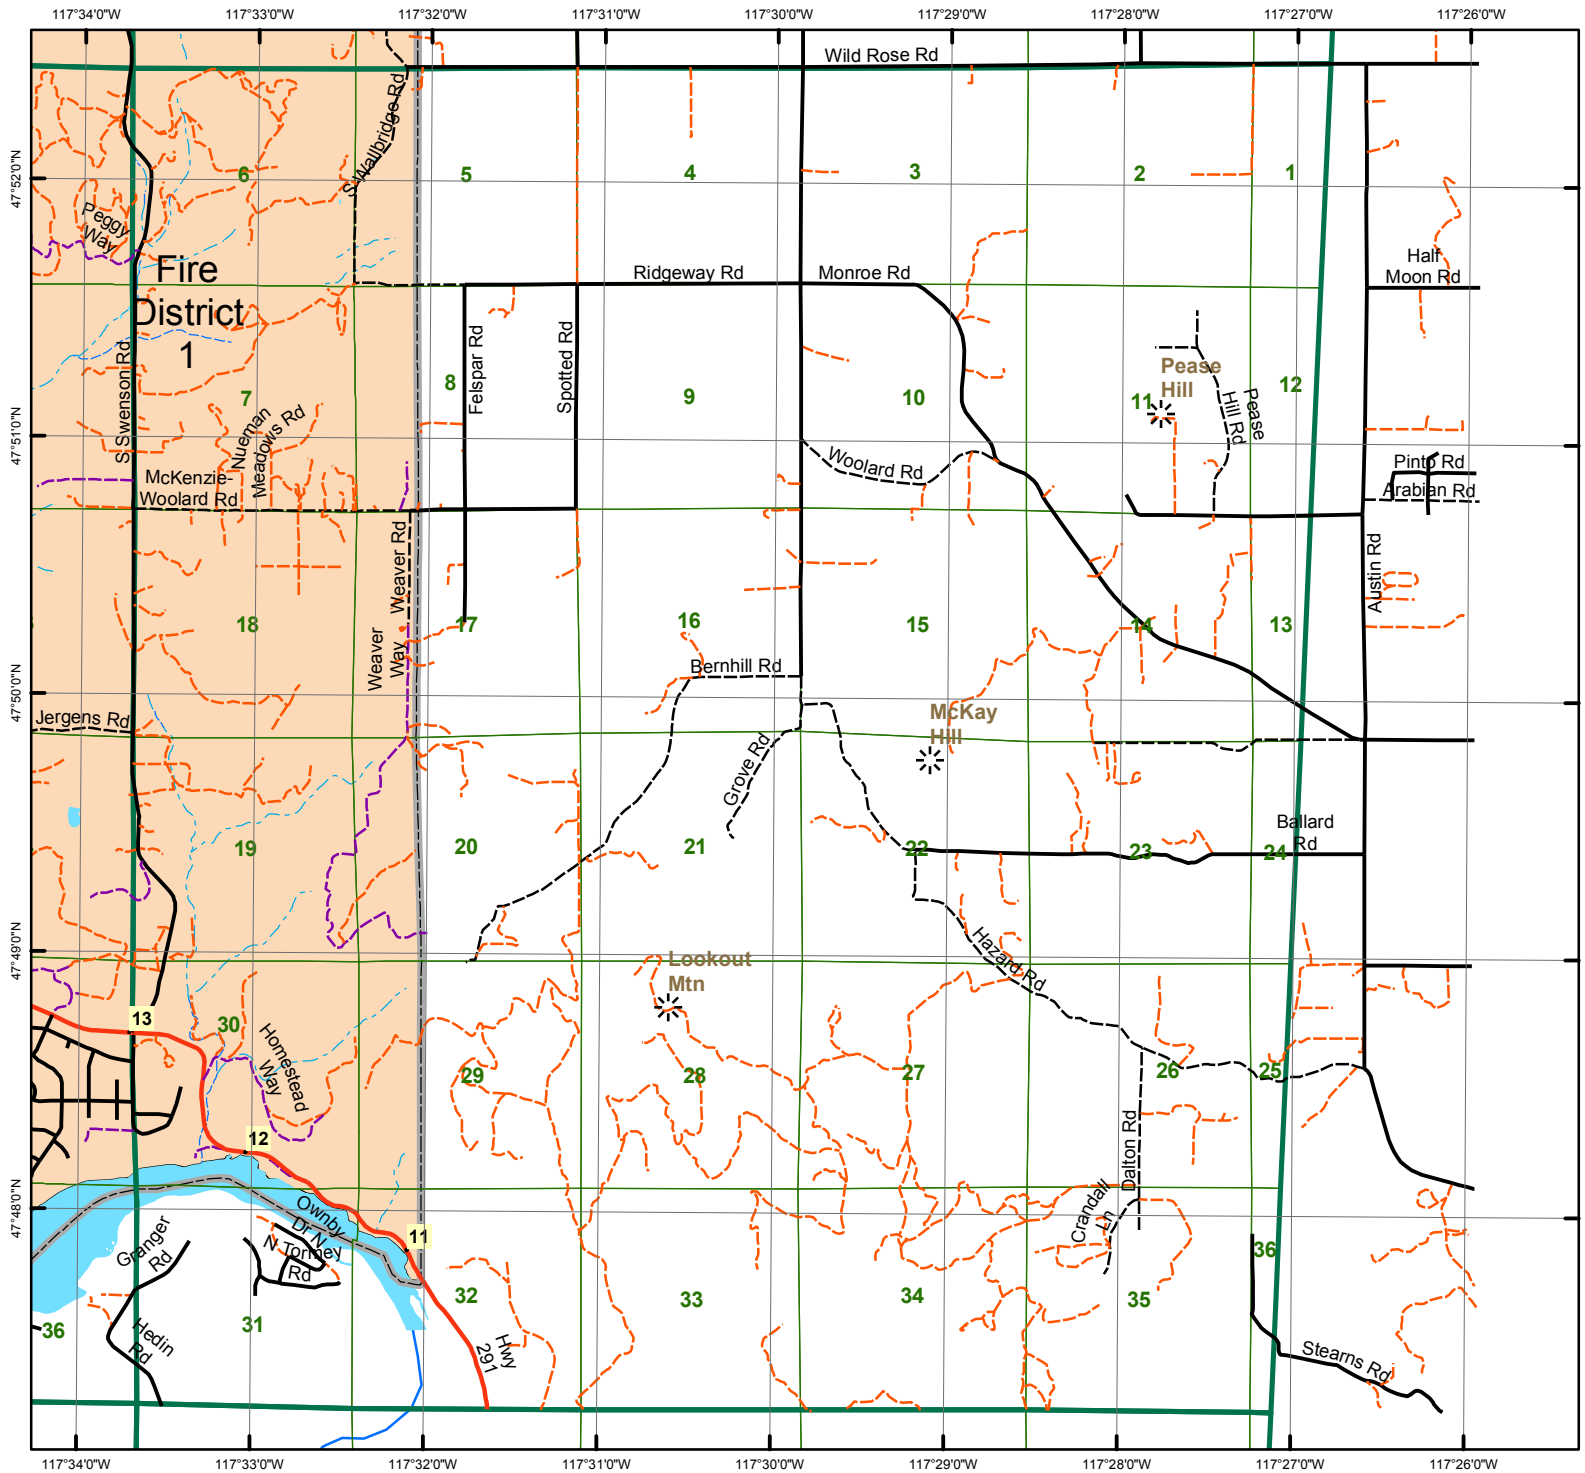 117°34'0"W
117°33'0"W
117°32'0"W
117°31'0"W
117°30'0"W
117°29'0"W
117°28'0"W
117°27'0"W
117°26'0"W
Wild Rose Rd
S Wallbridge Rd
47°52'0"N
6
5
4
3
2
1
Peggy
Way
Fire
District
1
Ridgeway Rd
Monroe Rd
Half
Moon Rd
S Swenson Rd
Felspar Rd
Spotted Rd
Pease
Hill
7
8
9
10
11
12
Pease
Hill Rd
Nueman
Meadows Rd
47°51'0"N
McKenzie-
Woolard Rd
Woolard Rd
Pinto Rd
Arabian Rd
Weaver Rd
Austin Rd
18
17
16
15
14
13
Weaver
Way
Bernhill Rd
47°50'0"N
Jergens Rd
McKay
Hill
Grove Rd
Ballard
Rd
19
20
21
22
23
24
47°49'0"N
Lookout
Mtn
Hazard Rd
13
30
29
28
27
26
25
Homestead
Way
12
Dalton Rd
Crandall
Ln
47°48'0"N
Ownby
Dr N
N Tormey
Rd
11
Granger
Rd
36
31
32
33
34
35
36
Hedin
Rd
Hwy
291
Stearns Rd
117°34'0"W
117°33'0"W
117°32'0"W
117°31'0"W
117°30'0"W
117°29'0"W
117°28'0"W
117°27'0"W
117°26'0"W